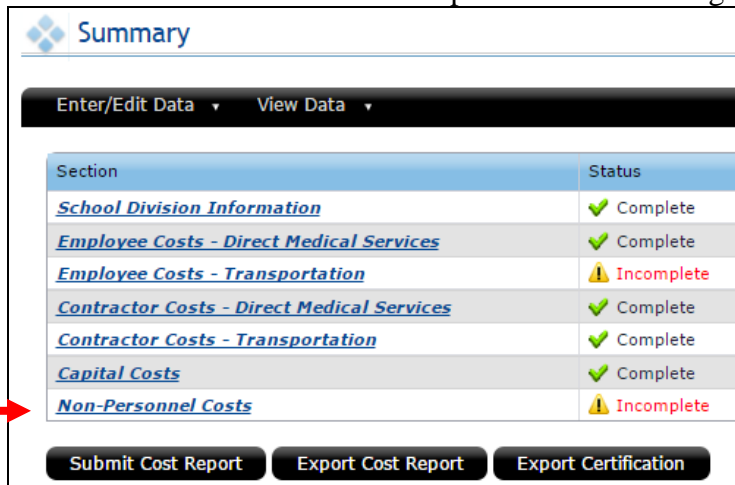 Summary
Enter/Edit Data ▾ View Data ▾
Section Status
School Division Information Complete
Employee Costs - Direct Medical Services Complete
Employee Costs - Transportation Incomplete
Contractor Costs - Direct Medical Services Complete
Contractor Costs - Transportation Complete
Capital Costs Complete
Non-Personnel Costs Incomplete
Submit Cost Report Export Cost Report Export Certification